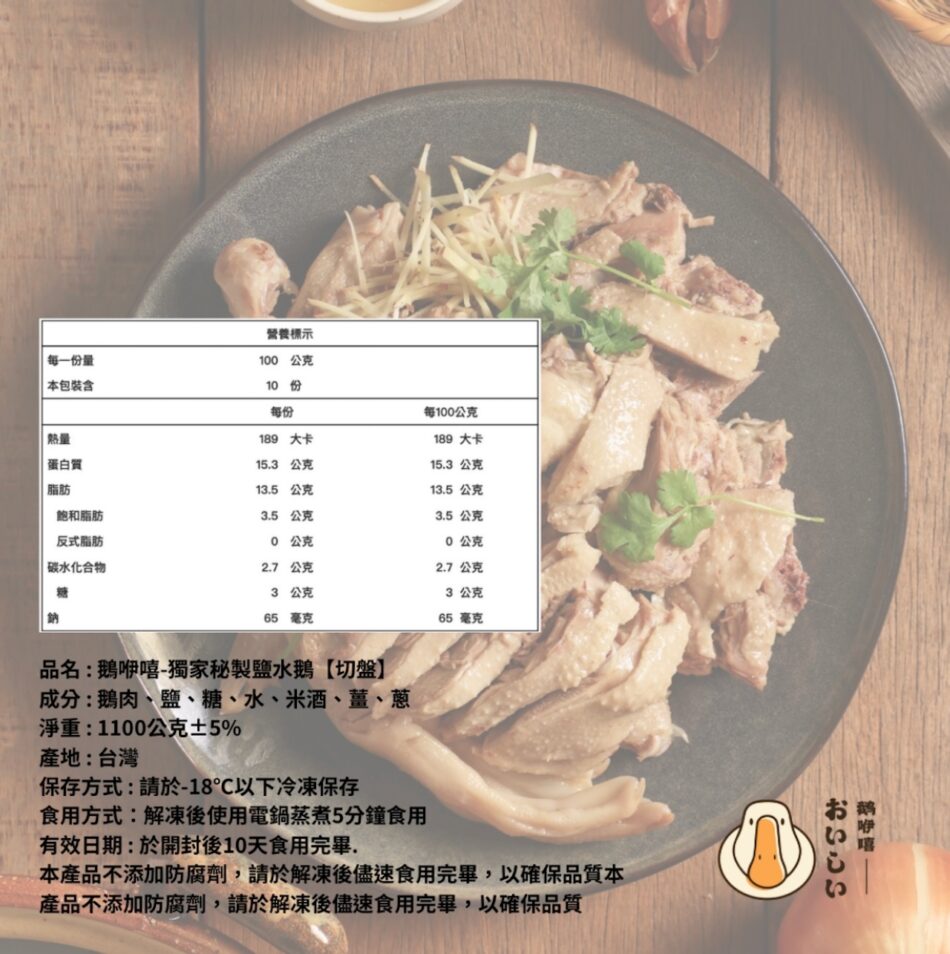 營養標示
每一份量 100 公克
本包裝含 10 份
每份 每100公克
熱量 189 大卡 189 大卡
蛋白質 15.3 公克 15.3 公克
脂肪 13.5 公克 13.5 公克
飽和脂肪 3.5 公克 3.5 公克
反式脂肪 0 公克 0 公克
碳水化合物 2.7 公克 2.7 公克
糖 3 公克 3 公克
鈉 65 毫克 65 毫克
品名 : 鵝咿嘻-獨家秘製鹽水鵝【切盤】
成分 : 鵝肉、鹽、糖、水、米酒、薑、蔥
淨重 : 1100公克±5%
產地 : 台灣
保存方式 : 請於-18°C以下冷凍保存
食用方式：解凍後使用電鍋蒸煮5分鐘食用
有效日期 : 於開封後10天食用完畢.
本產品不添加防腐劑，請於解凍後儘速食用完畢，以確保品質本
產品不添加防腐劑，請於解凍後儘速食用完畢，以確保品質
鵝咿嘻
おいしい